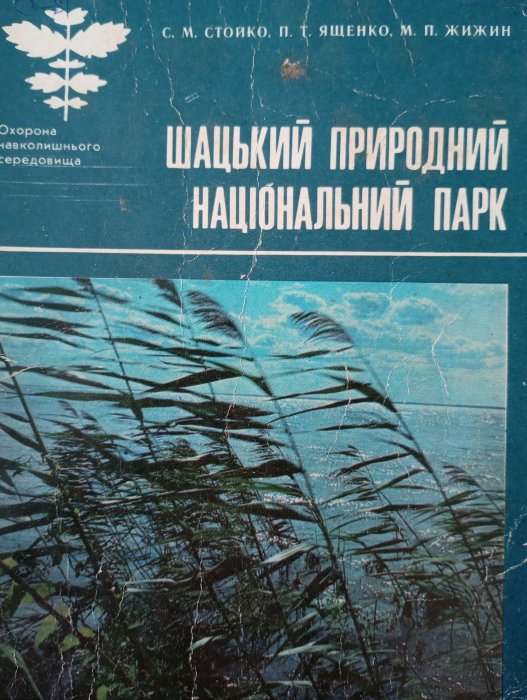 С. М. СТОЙКО, П. Т. ЯЩЕНКО, М. П. ЖИЖИН
Охорона
навколишнього
середовища
ШАЦЬКИЙ ПРИРОДНИЙ
НАЦІОНАЛЬНИЙ ПАРК